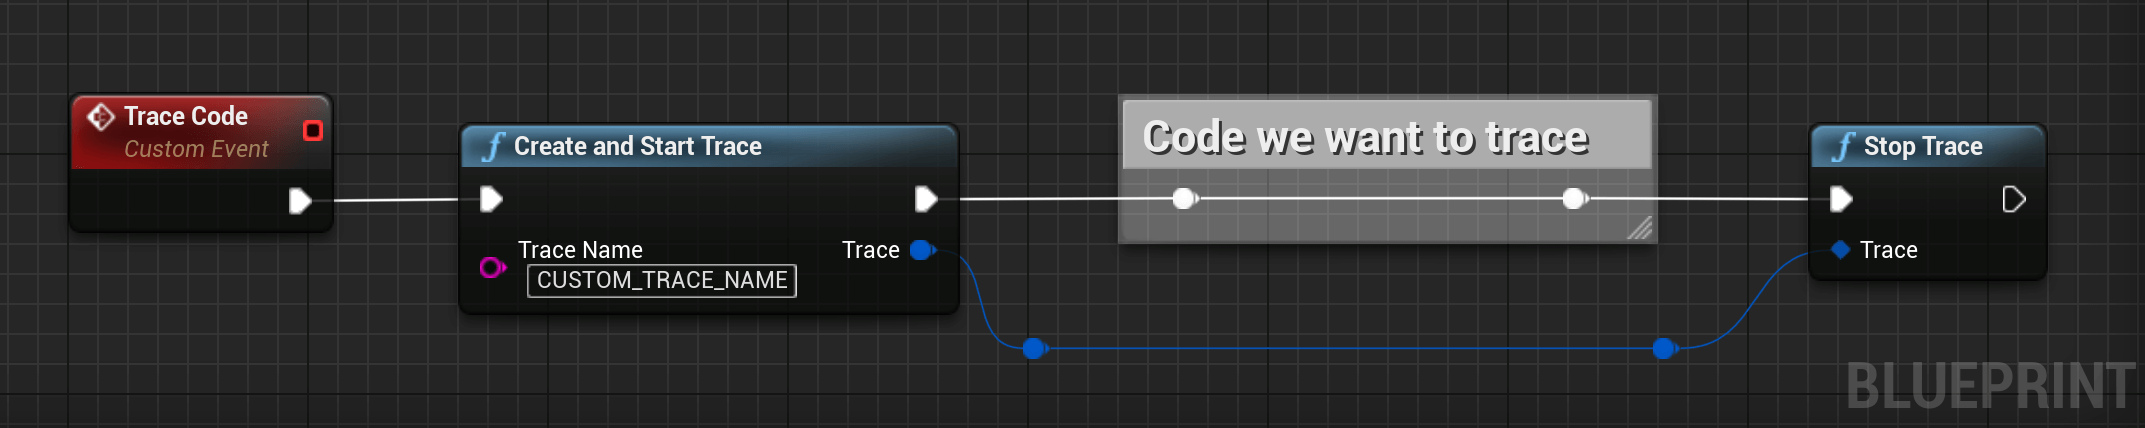 Trace Code
Custom Event
Create and Start Trace
Trace Name
CUSTOM_TRACE_NAME
Trace
Code we want to trace
Stop Trace
Trace
BLUEPRINT